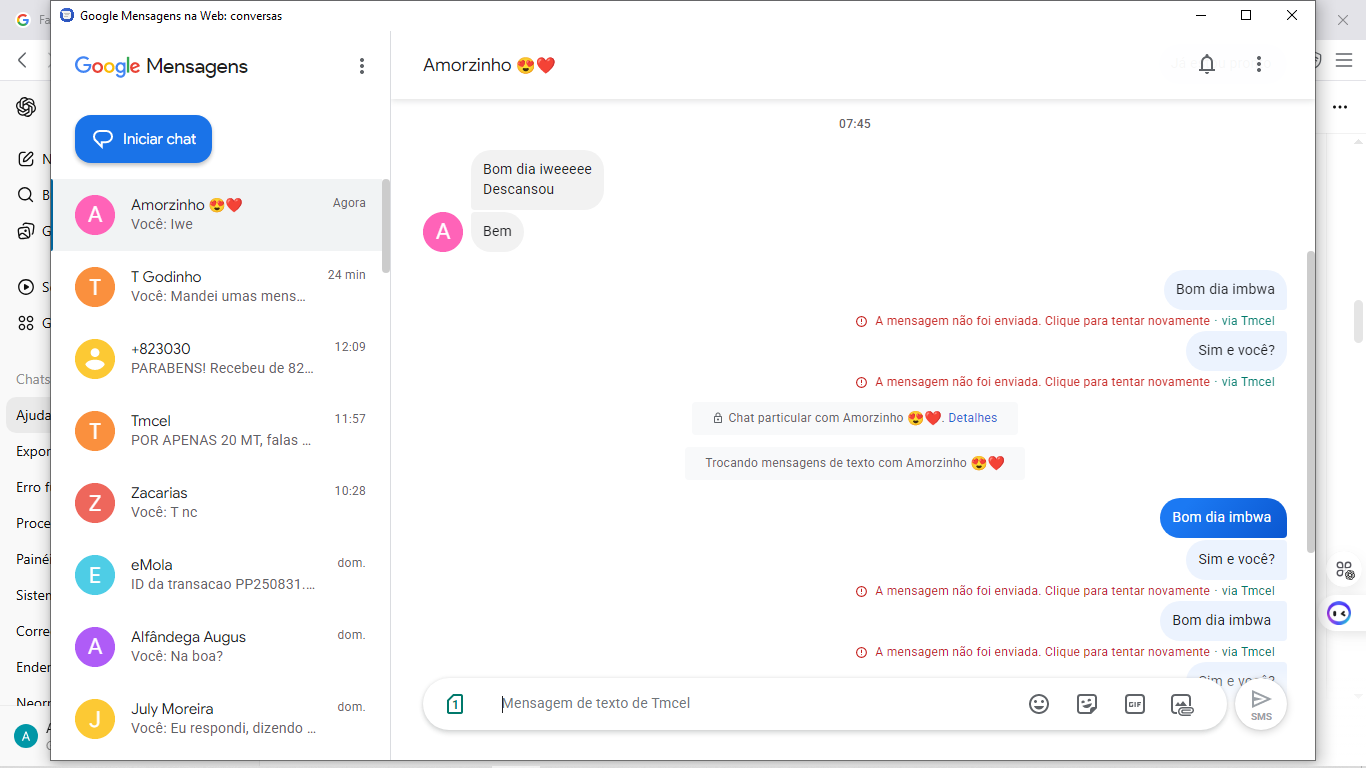 Google Mensagens na Web: conversas
Google Mensagens
Iniciar chat
Amorzinho 😍❤️
Agora
Você: Iwe
T Godinho
24 min
Você: Mandei umas mens...
+823030
12:09
PARABENS! Recebeu de 82...
Tmcel
11:57
POR APENAS 20 MT, falas ...
Zacarias
10:28
Você: T nc
eMola
dom.
ID da transacao PP250831....
Alfândega Augus
dom.
Você: Na boa?
July Moreira
dom.
Você: Eu respondi, dizendo ...
Amorzinho 😍❤️
07:45
Bom dia iweeeee
Descansou
Bem
Bom dia imbwa
A mensagem não foi enviada. Clique para tentar novamente · via Tmcel
Sim e você?
A mensagem não foi enviada. Clique para tentar novamente · via Tmcel
Chat particular com Amorzinho 😍❤️. Detalhes
Trocando mensagens de texto com Amorzinho 😍❤️
Bom dia imbwa
Sim e você?
A mensagem não foi enviada. Clique para tentar novamente · via Tmcel
Bom dia imbwa
A mensagem não foi enviada. Clique para tentar novamente · via Tmcel
Sim e você?
Mensagem de texto de Tmcel
SMS
GIF
1
A
A
T
T
Z
E
A
J
Chats
Ajuda
Expor
Erro f
Proce
Painéi
Sisten
Corre
Ender
A